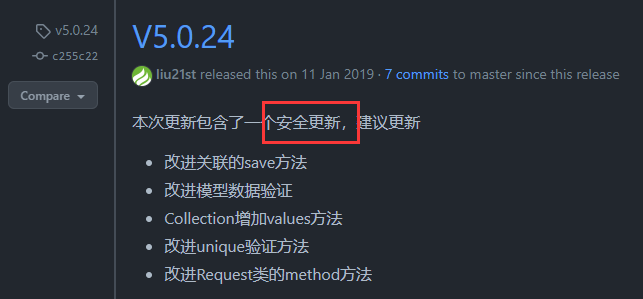 V5.0.24
v5.0.24
c255c22
liu21st released this on 11 Jan 2019 · 7 commits to master since this release
Compare
本次更新包含了一个安全更新，建议更新
改进关联的save方法
改进模型数据验证
Collection增加values方法
改进unique验证方法
改进Request类的method方法